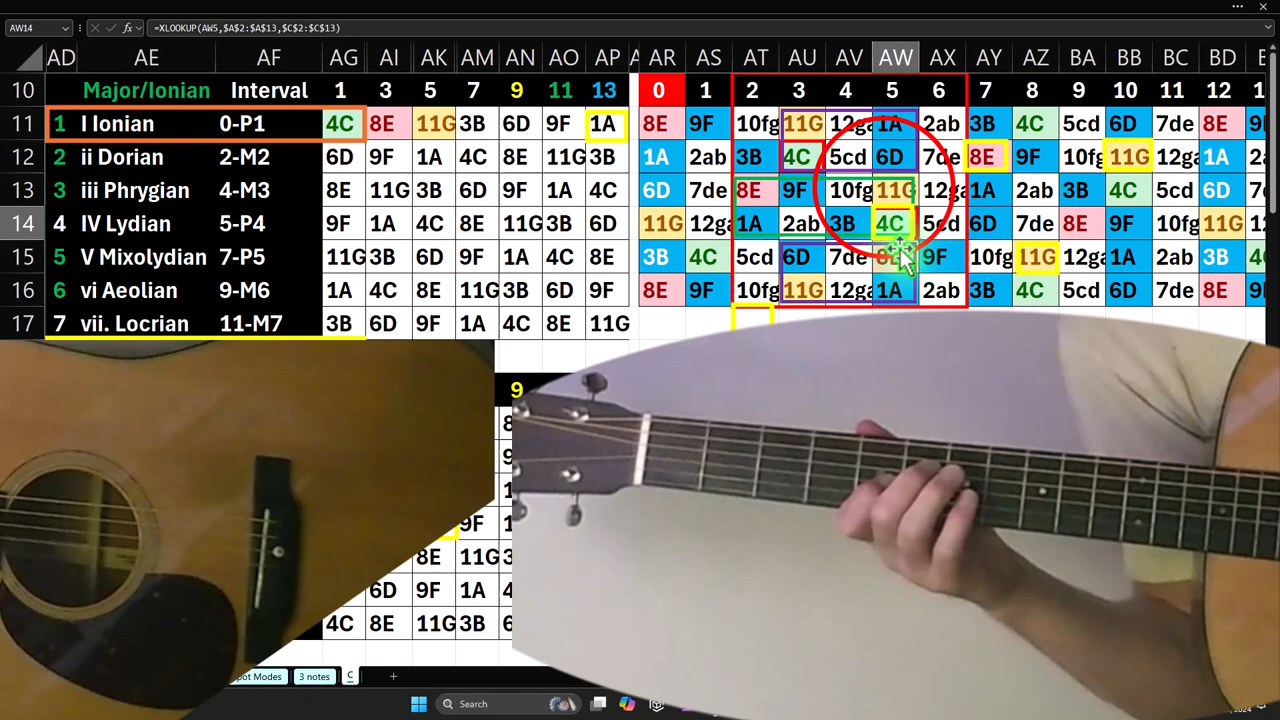 AW14 fx =XLOOKUP(AW5,$A$2:$A$13,$C$2:$C$13)
AD AE AF AG AI AK AM AN AO AP AR AS AT AU AV AW AX AY AZ BA BB BC BD
10 Major/Ionian Interval 1 3 5 7 9 11 13 0 1 2 3 4 5 6 7 8 9 10 11 12
11 1 I Ionian 0-P1 4C 8E 11G 3B 6D 9F 1A 8E 9F 10fg 11G 12ga 1A 2ab 3B 4C 5cd 6D 7de 8E
12 2 ii Dorian 2-M2 6D 9F 1A 4C 8E 11G 3B 1A 2ab 3B 4C 5cd 6D 7de 8E 9F 10fg 11G 12ga 1A
13 3 iii Phrygian 4-M3 8E 11G 3B 6D 9F 1A 4C 6D 7de 8E 9F 10fg 11G 12ga 1A 2ab 3B 4C 5cd 6D
14 4 IV Lydian 5-P4 9F 1A 4C 8E 11G 3B 6D 11G 12ga 1A 2ab 3B 4C 5cd 6D 7de 8E 9F 10fg 11G
15 5 V Mixolydian 7-P5 11G 3B 6D 9F 1A 4C 8E 3B 4C 5cd 6D 7de 9F 10fg 11G 12ga 1A 2ab 3B
16 6 vi Aeolian 9-M6 1A 4C 8E 11G 3B 6D 9F 8E 9F 10fg 11G 12ga 1A 2ab 3B 4C 5cd 6D 7de 8E
17 7 vii. Locrian 11-M7 3B 6D 9F 1A 4C 8E 11G
9
9F
8E 11G
6D 9F 1A
4C 8E 11G 3B
pot Modes 3 notes C +
Search